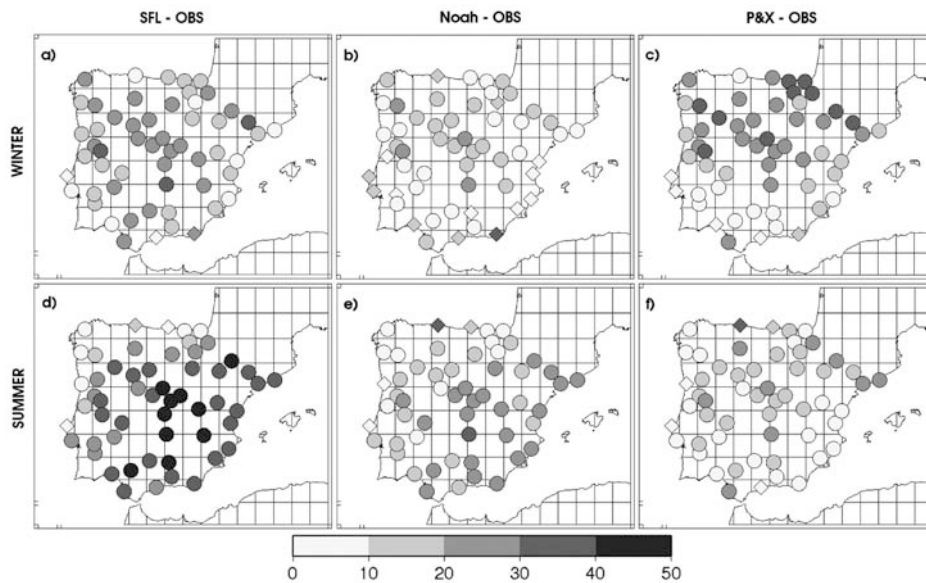 SFL - OBS
Noah - OBS
P&X - OBS
WINTER
a)
b)
c)
SUMMER
d)
e)
f)
0 10 20 30 40 50